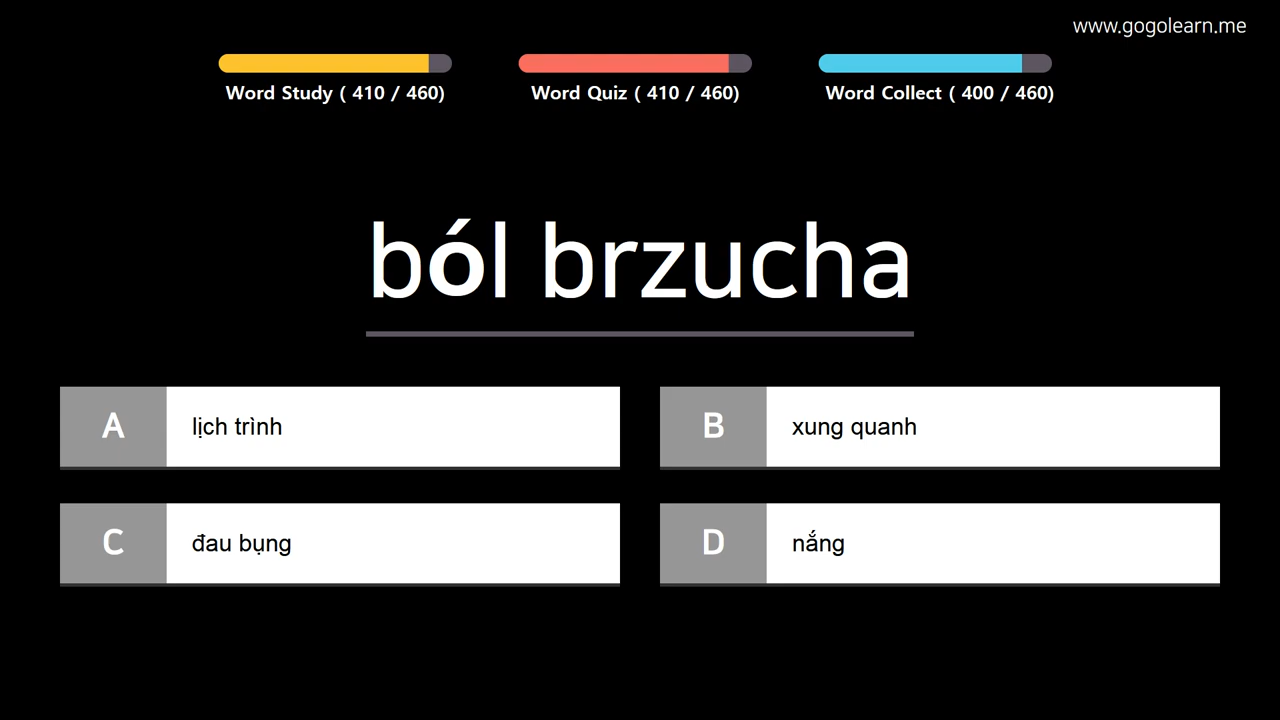 www.gogolearn.me
Word Study ( 410 / 460)
Word Quiz ( 410 / 460)
Word Collect ( 400 / 460)
ból brzucha
A
lịch trình
B
xung quanh
C
đau bụng
D
nắng